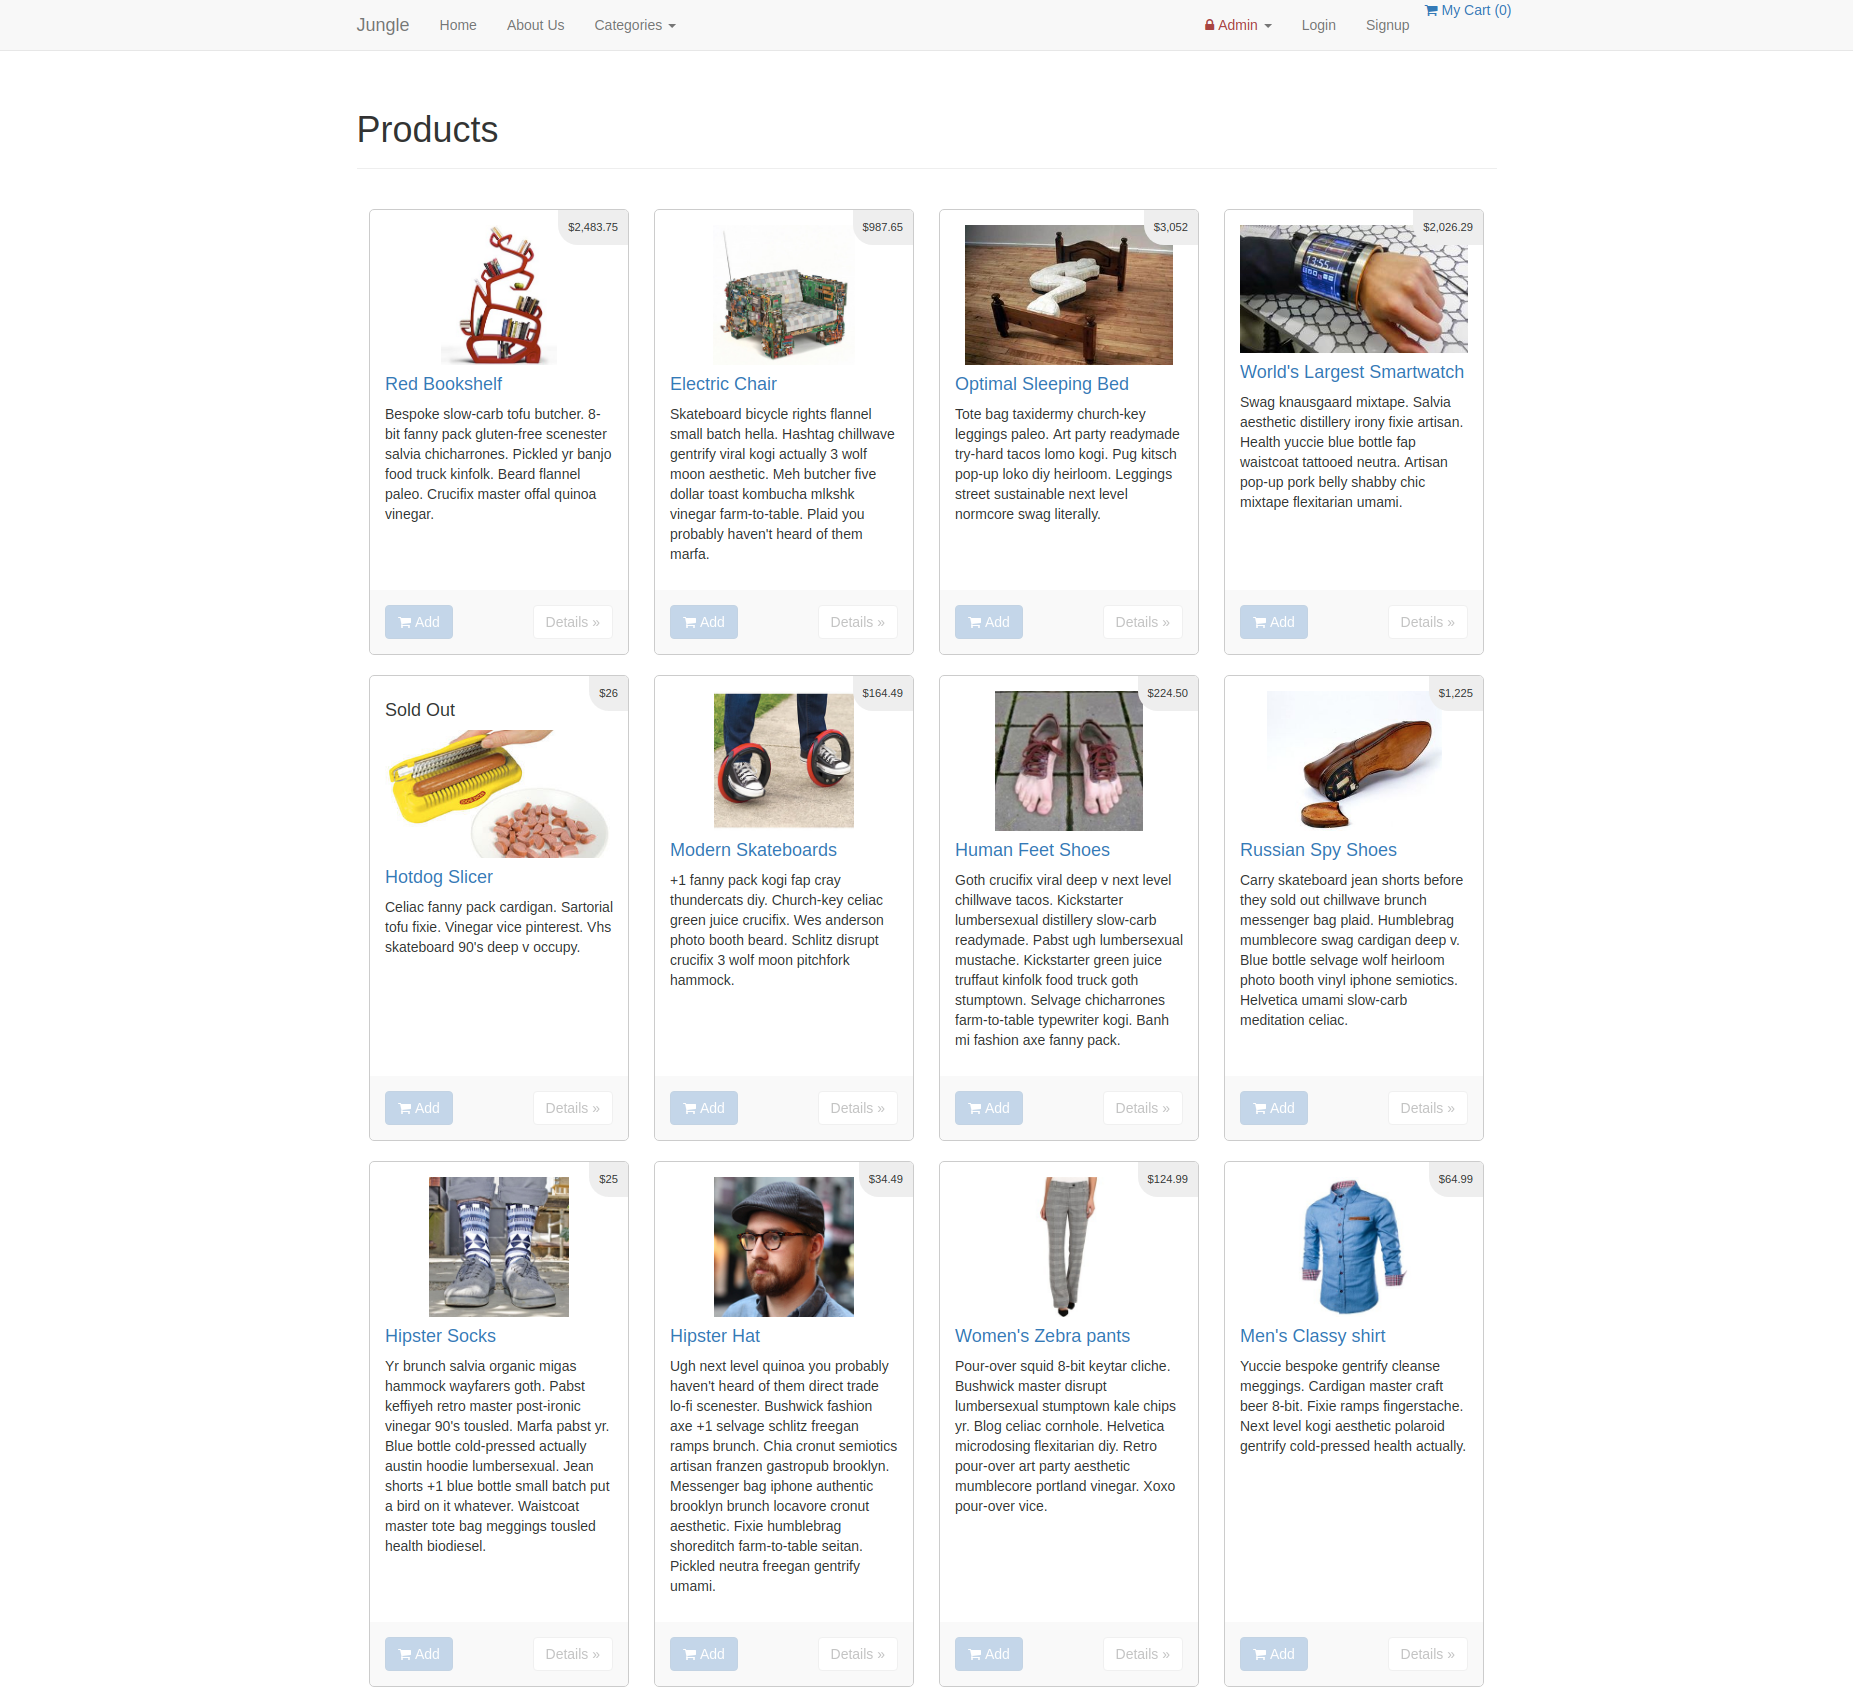 Jungle Home About Us Categories Admin Login Signup My Cart (0)
Products
$2,483.75
Red Bookshelf
Bespoke slow-carb tofu butcher. 8-
bit fanny pack gluten-free scenester
salvia chicharrones. Pickled yr banjo
food truck kinfolk. Beard flannel
paleo. Crucifix master offal quinoa
vinegar.
Add Details »
$987.65
Electric Chair
Skateboard bicycle rights flannel
small batch hella. Hashtag chillwave
gentrify viral kogi actually 3 wolf
moon aesthetic. Meh butcher five
dollar toast kombucha mlkshk
vinegar farm-to-table. Plaid you
probably haven't heard of them
marfa.
Add Details »
$3,052
Optimal Sleeping Bed
Tote bag taxidermy church-key
leggings paleo. Art party readymade
try-hard tacos lomo kogi. Pug kitsch
pop-up loko diy heirloom. Leggings
street sustainable next level
normcore swag literally.
Add Details »
$2,026.29
13:55
World's Largest Smartwatch
Swag knausgaard mixtape. Salvia
aesthetic distillery irony fixie artisan.
Health yuccie blue bottle fap
waistcoat tattooed neutra. Artisan
pop-up pork belly shabby chic
mixtape flexitarian umami.
Add Details »
$26
Sold Out
Hotdog Slicer
Celiac fanny pack cardigan. Sartorial
tofu fixie. Vinegar vice pinterest. Vhs
skateboard 90's deep v occupy.
Add Details »
$164.49
Modern Skateboards
+1 fanny pack kogi fap cray
thundercats diy. Church-key celiac
green juice crucifix. Wes anderson
photo booth beard. Schlitz disrupt
crucifix 3 wolf moon pitchfork
hammock.
Add Details »
$224.50
Human Feet Shoes
Goth crucifix viral deep v next level
chillwave tacos. Kickstarter
lumbersexual distillery slow-carb
readymade. Pabst ugh lumbersexual
mustache. Kickstarter green juice
truffaut kinfolk food truck goth
stumptown. Selvage chicharrones
farm-to-table typewriter kogi. Banh
mi fashion axe fanny pack.
Add Details »
$1,225
Russian Spy Shoes
Carry skateboard jean shorts before
they sold out chillwave brunch
messenger bag plaid. Humblebrag
mumblecore swag cardigan deep v.
Blue bottle selvage wolf heirloom
photo booth vinyl iphone semiotics.
Helvetica umami slow-carb
meditation celiac.
Add Details »
$25
Hipster Socks
Yr brunch salvia organic migas
hammock wayfarers goth. Pabst
keffiyeh retro master post-ironic
vinegar 90's tousled. Marfa pabst yr.
Blue bottle cold-pressed actually
austin hoodie lumbersexual. Jean
shorts +1 blue bottle small batch put
a bird on it whatever. Waistcoat
master tote bag meggings tousled
health biodiesel.
Add Details »
$34.49
Hipster Hat
Ugh next level quinoa you probably
haven't heard of them direct trade
lo-fi scenester. Bushwick fashion
axe +1 selvage schlitz freegan
ramps brunch. Chia cronut semiotics
artisan franzen gastropub brooklyn.
Messenger bag iphone authentic
brooklyn brunch locavore cronut
aesthetic. Fixie humblebrag
shoreditch farm-to-table seitan.
Pickled neutra freegan gentrify
umami.
Add Details »
$124.99
Women's Zebra pants
Pour-over squid 8-bit keytar cliche.
Bushwick master disrupt
lumbersexual stumptown kale chips
yr. Blog celiac cornhole. Helvetica
microdosing flexitarian diy. Retro
pour-over art party aesthetic
mumblecore portland vinegar. Xoxo
pour-over vice.
Add Details »
$64.99
Men's Classy shirt
Yuccie bespoke gentrify cleanse
meggings. Cardigan master craft
beer 8-bit. Fixie ramps fingerstache.
Next level kogi aesthetic polaroid
gentrify cold-pressed health actually.
Add Details »